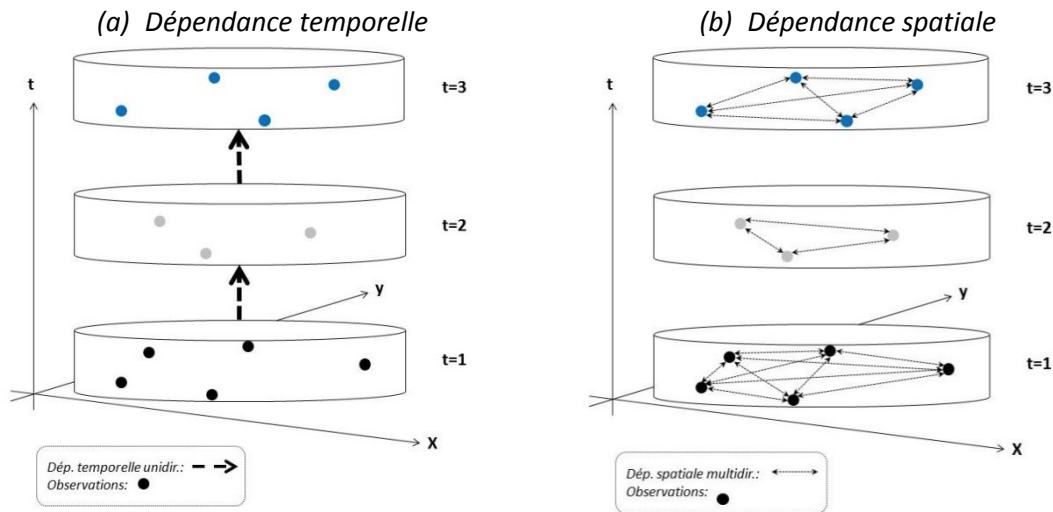 (a) Dépendance temporelle
t
t=3
t=2
y
t=1
X
Dép. temporelle unidir.:
Observations:
(b) Dépendance spatiale
t
t=3
t=2
y
t=1
X
Dép. spatiale multidir.:
Observations: